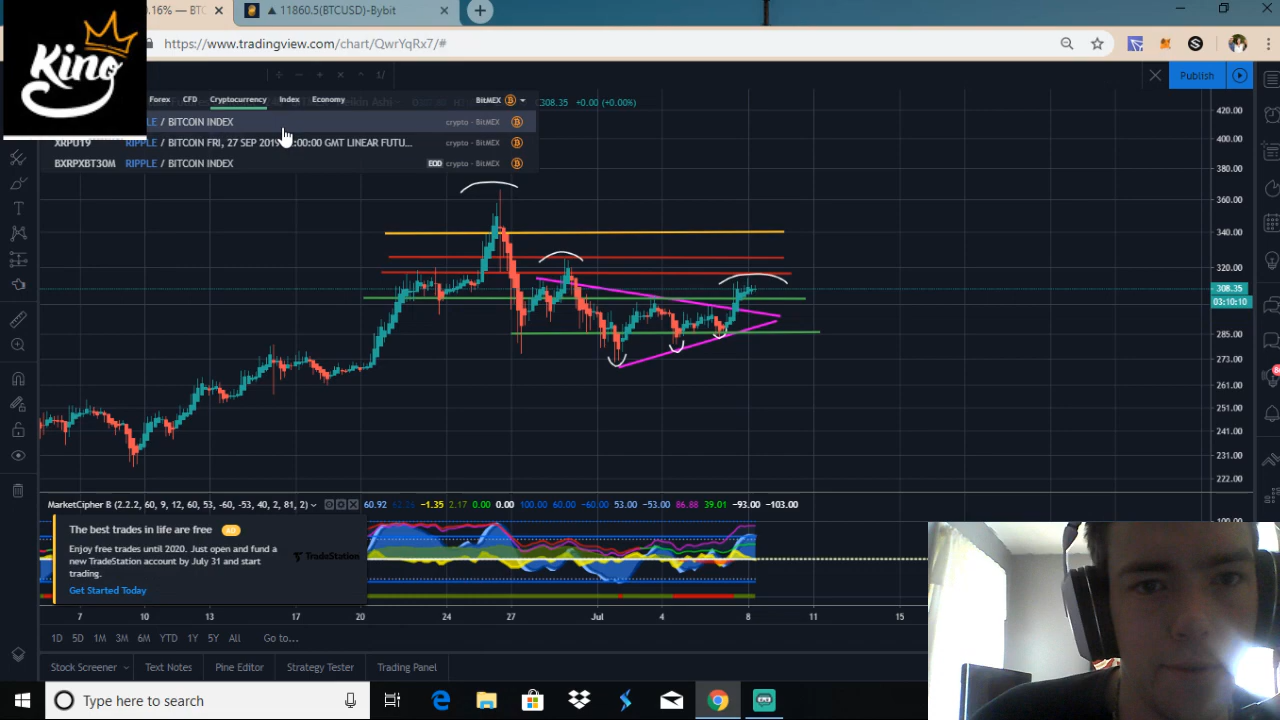 0.16% — BTC
▲ 11860.5(BTCUSD)-Bybit
https://www.tradingview.com/chart/QwrYqRx7/#
King
Publish
Forex CFD Cryptocurrency Index Economy BitMEX
308.35 +0.00 (+0.00%)
/ BITCOIN INDEX crypto · BitMEX
XRPU19 RIPPLE / BITCOIN FRI, 27 SEP 2019 GMT LINEAR FUTU... crypto · BitMEX
BXRPXBT30M RIPPLE / BITCOIN INDEX EOD crypto · BitMEX
420.00
400.00
380.00
360.00
340.00
320.00
308.35
03:10:10
285.00
273.00
261.00
251.00
241.00
231.00
222.00
MarketCipher B (2.2.2, 60, 9, 12, 60, 53, -60, -53, 40, 2, 81, 2) 60.92 −1.35 2.17 0.00 0.00 100.00 60.00 −60.00 53.00 −53.00 86.88 39.01 −93.00 −103.00
The best trades in life are free
Enjoy free trades until 2020. Just open and fund a
new TradeStation account by July 31 and start
trading.
Get Started Today
TradeStation
7 10 13 17 20 24 27 Jul 4 8 11 15
1D 5D 1M 3M 6M YTD 1Y 5Y All Go to...
Stock Screener Text Notes Pine Editor Strategy Tester Trading Panel
Type here to search